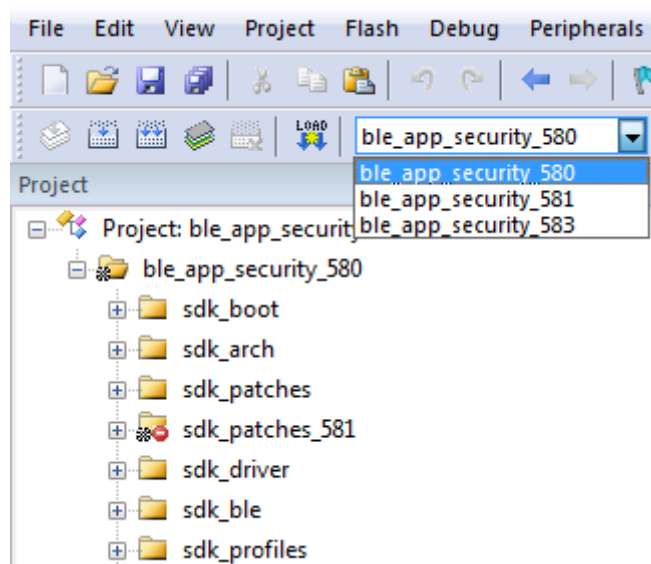 File Edit View Project Flash Debug Peripherals
LOAD
ble_app_security_580
ble_app_security_580
Project
ble_app_security_581
Project: ble_app_securit
ble_app_security_583
ble_app_security_580
sdk_boot
sdk_arch
sdk_patches
sdk_patches_581
sdk_driver
sdk_ble
sdk_profiles